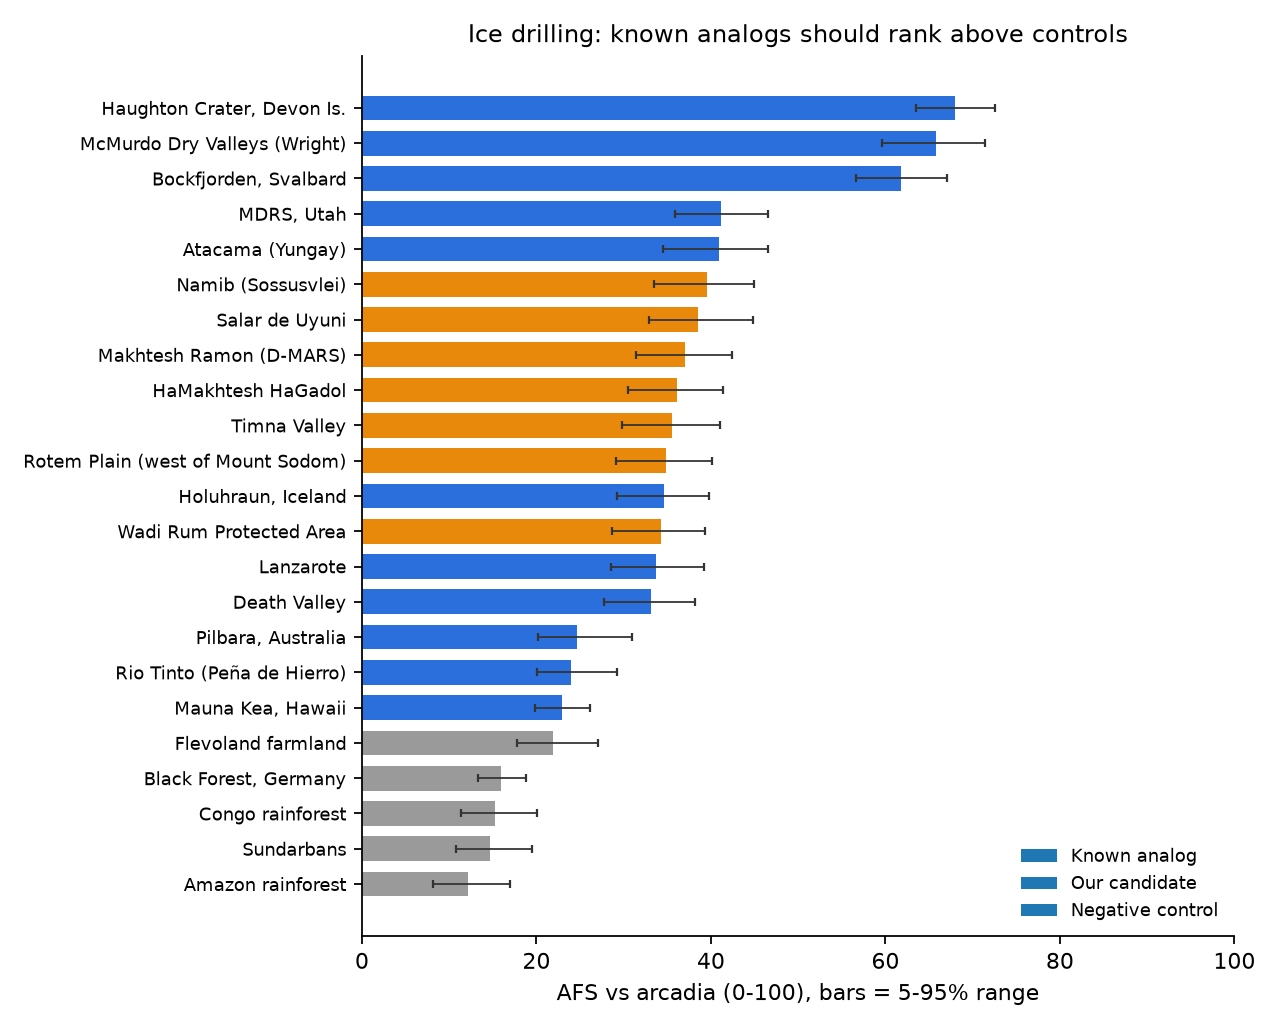 Ice drilling: known analogs should rank above controls
Haughton Crater, Devon Is.
McMurdo Dry Valleys (Wright)
Bockfjorden, Svalbard
MDRS, Utah
Atacama (Yungay)
Namib (Sossusvlei)
Salar de Uyuni
Makhtesh Ramon (D-MARS)
HaMakhtesh HaGadol
Timna Valley
Rotem Plain (west of Mount Sodom)
Holuhraun, Iceland
Wadi Rum Protected Area
Lanzarote
Death Valley
Pilbara, Australia
Rio Tinto (Peña de Hierro)
Mauna Kea, Hawaii
Flevoland farmland
Black Forest, Germany
Congo rainforest
Sundarbans
Amazon rainforest
Known analog
Our candidate
Negative control
0 20 40 60 80 100
AFS vs arcadia (0-100), bars = 5-95% range